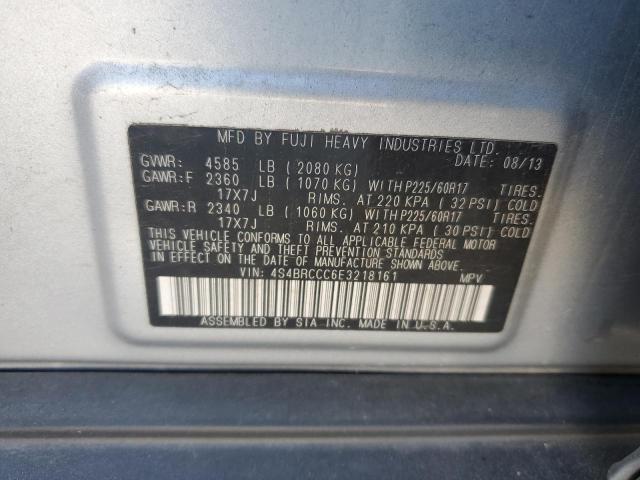 MFD BY FUJI HEAVY INDUSTRIES LTD.
GVWR: 4585 LB ( 2080 KG) DATE: 08/13
GAWR:F 2360 LB ( 1070 KG) WITH P225/60R17 TIRES.
17X7J RIMS. AT 220 KPA ( 32 PSI) COLD
GAWR:R 2340 LB ( 1060 KG) WITH P225/60R17 TIRES.
17X7J RIMS. AT 210 KPA ( 30 PSI) COLD
THIS VEHICLE CONFORMS TO ALL APPLICABLE FEDERAL MOTOR
VEHICLE SAFETY AND THEFT PREVENTION STANDARDS
IN EFFECT ON THE DATE OF MANUFACTURE SHOWN ABOVE.
VIN: 4S4BRCCC6E3218161 MPV
ASSEMBLED BY SIA INC. MADE IN U.S.A.